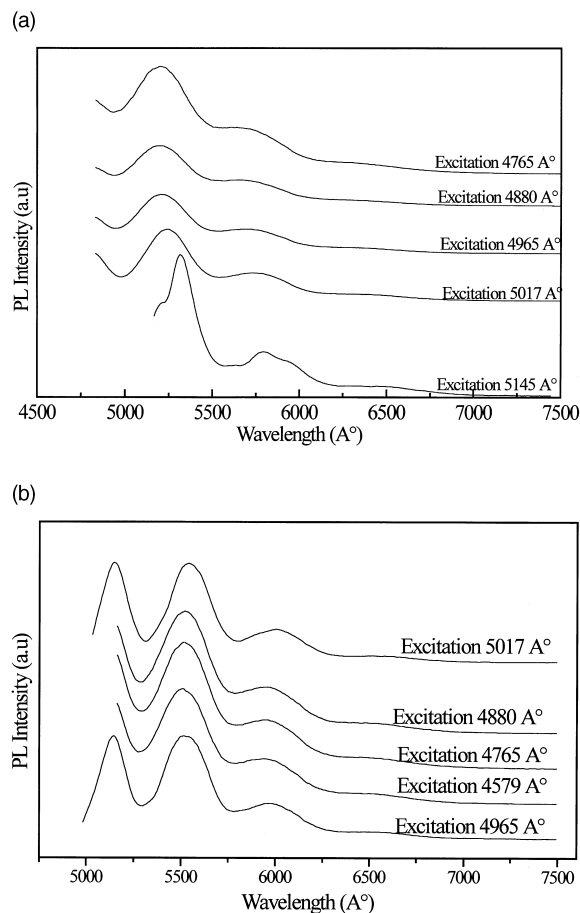 (a)
PL Intensity (a.u)
Excitation 4765 A°
Excitation 4880 A°
Excitation 4965 A°
Excitation 5017 A°
Excitation 5145 A°
4500 5000 5500 6000 6500 7000 7500
Wavelength (A°)
(b)
PL Intensity (a.u)
Excitation 5017 A°
Excitation 4880 A°
Excitation 4765 A°
Excitation 4579 A°
Excitation 4965 A°
5000 5500 6000 6500 7000 7500
Wavelength (A°)